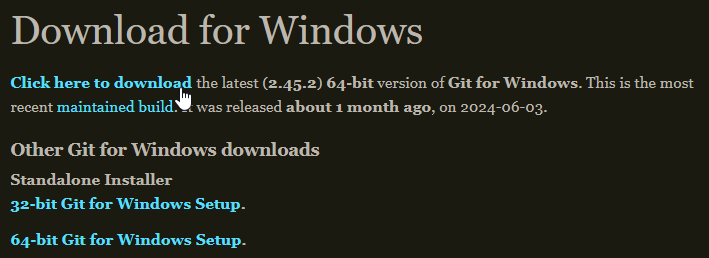 Download for Windows
Click here to download the latest (2.45.2) 64-bit version of Git for Windows. This is the most
recent maintained build. It was released about 1 month ago, on 2024-06-03.
Other Git for Windows downloads
Standalone Installer
32-bit Git for Windows Setup.
64-bit Git for Windows Setup.